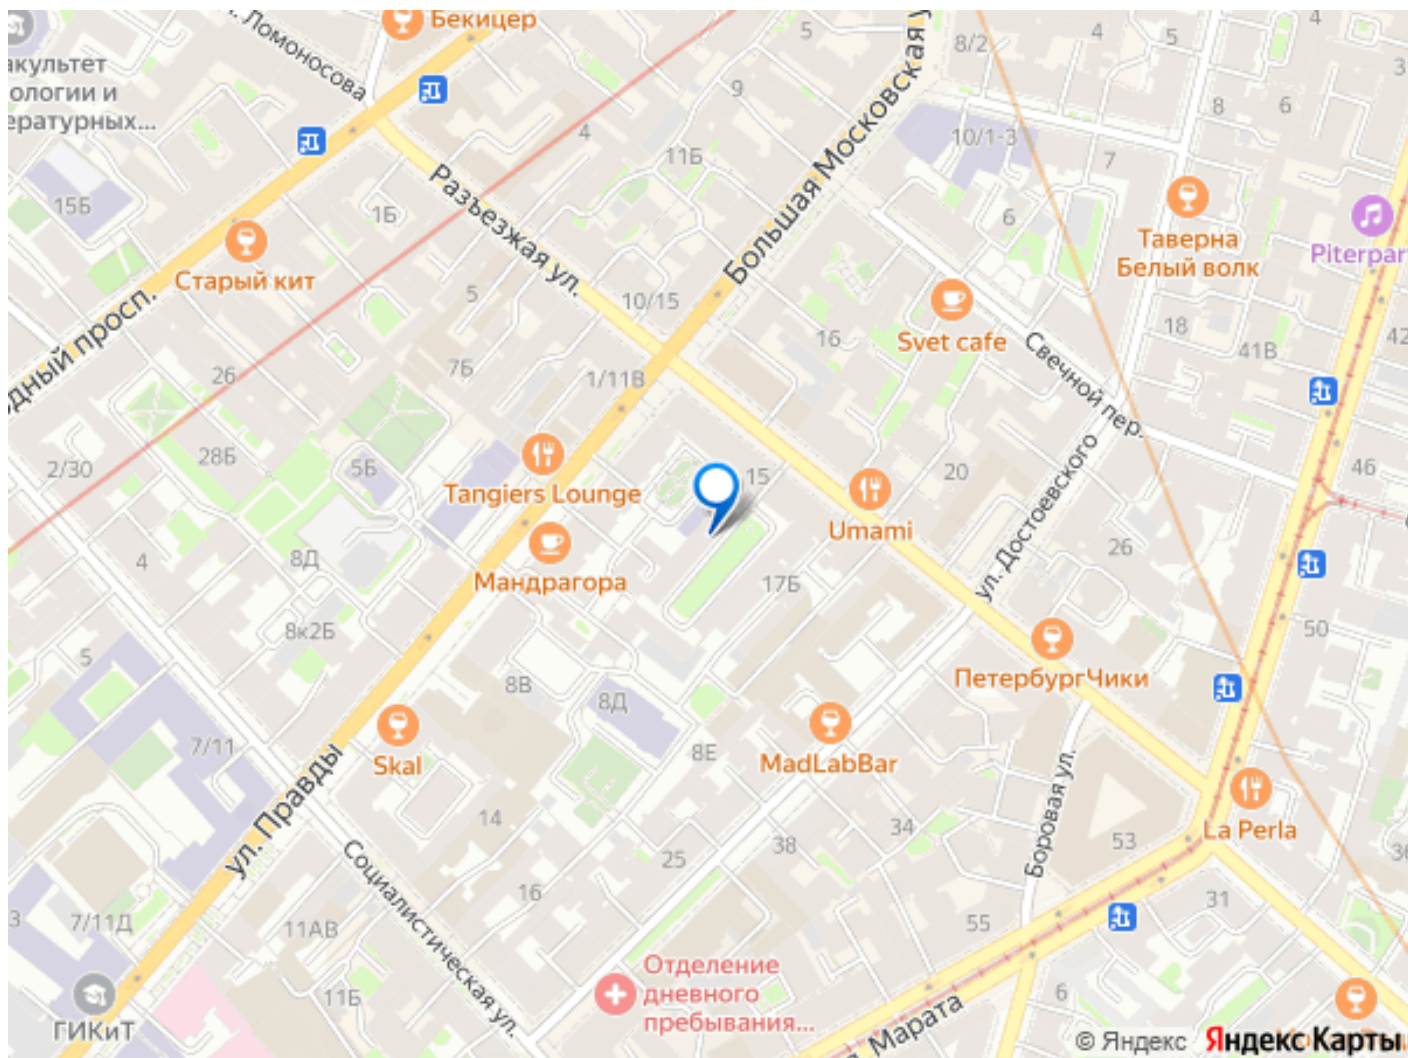 Бекицер
. Ломоносова
акультет
ологии и
ературных...
5
8/2
4
5
4
3
9
8
6
4
11Б
10/1-3
7
15Б
1Б
Разъезжая ул.
Большая Московская у
6
Таверна
Белый волк
Piterpar
Старый кит
5
10/15
16
Svet cafe
18
41В
42
Свечной пер.
дный просп.
26
7Б
1/11В
2/30
28Б
5Б
Tangiers Lounge
15
20
46
Umami
ул. Достоевского
26
Мандрагора
4
8Д
17Б
8к2Б
5
50
ПетербургЧики
8В
8Д
7/11
8Е
Skal
MadLabBar
ул. Правды
Боровая ул.
La Perla
14
34
53
38
36
25
Социалистическая ул.
16
31
3
7/11Д
11АВ
55
Отделение
дневного
пребывания...
11Б
6
ГИКиТ
Марата
© Яндекс Яндекс Карты